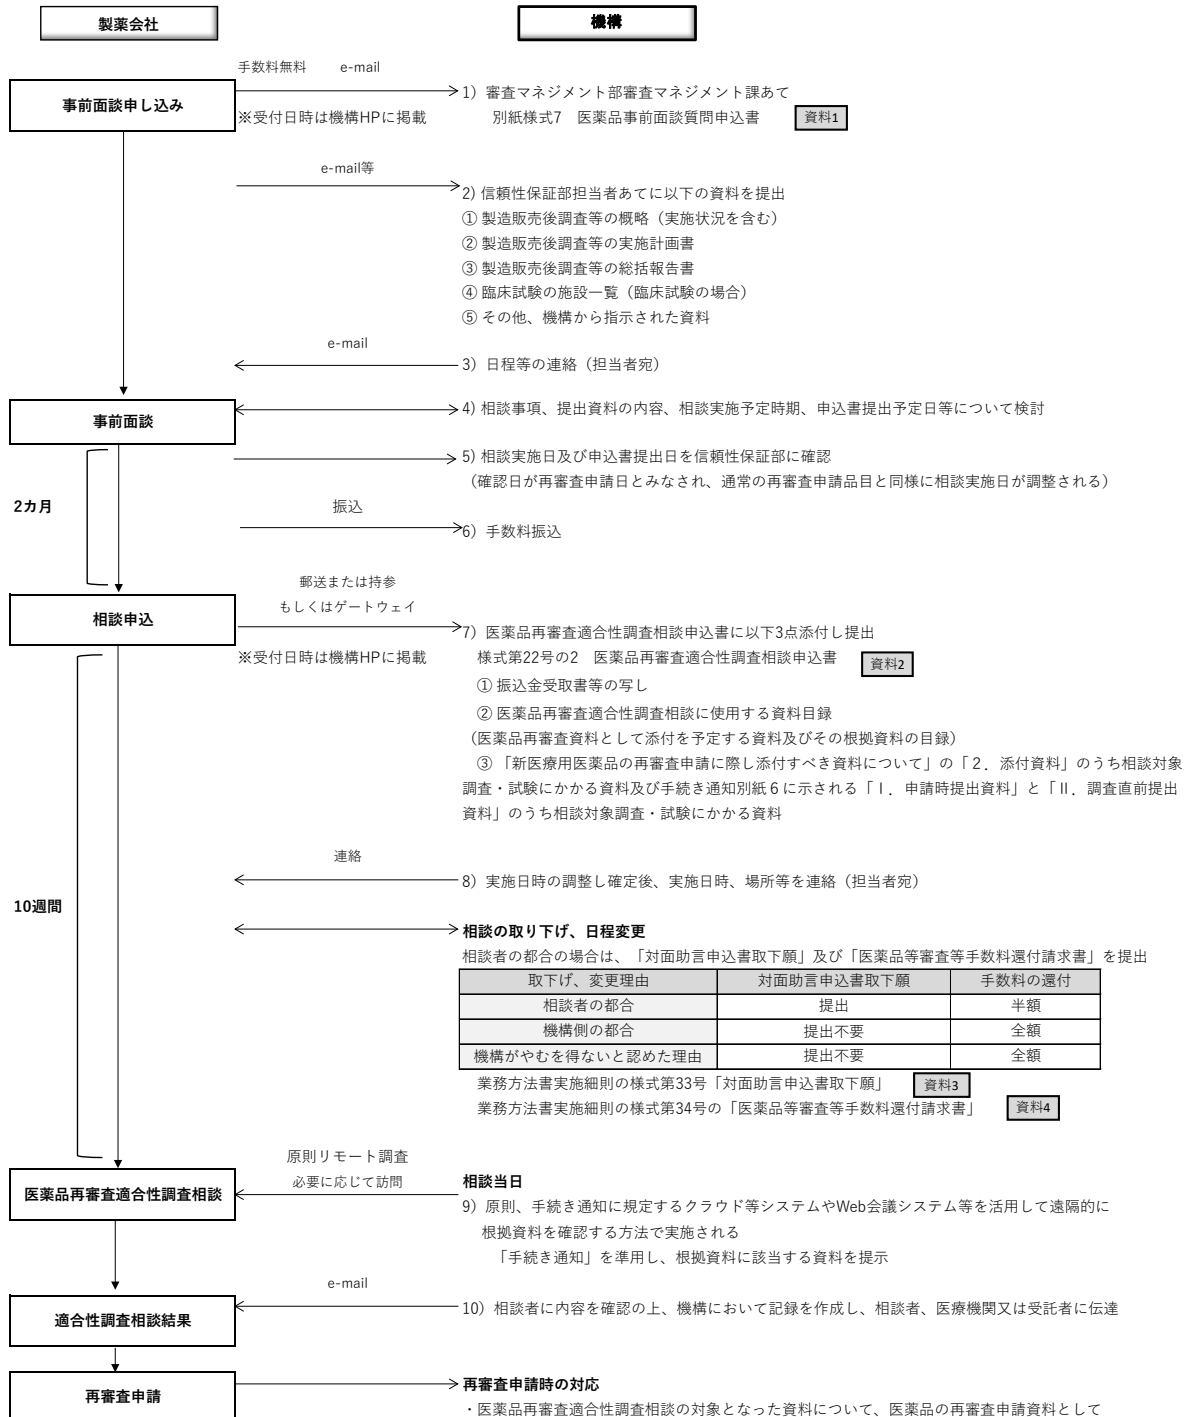 製薬会社
機構
手数料無料 e-mail
事前面談申し込み
※受付日時は機構HPに掲載
1）審査マネジメント部審査マネジメント課あて
別紙様式7 医薬品事前面談質問申込書 資料1
e-mail等
2) 信頼性保証部担当者あてに以下の資料を提出
① 製造販売後調査等の概略（実施状況を含む）
② 製造販売後調査等の実施計画書
③ 製造販売後調査等の総括報告書
④ 臨床試験の施設一覧（臨床試験の場合）
⑤ その他、機構から指示された資料
e-mail
3）日程等の連絡（担当者宛）
事前面談
4) 相談事項、提出資料の内容、相談実施予定時期、申込書提出予定日等について検討
5) 相談実施日及び申込書提出日を信頼性保証部に確認
（確認日が再審査申請日とみなされ、通常の再審査申請品目と同様に相談実施日が調整される）
2カ月
振込
6）手数料振込
郵送または持参
もしくはゲートウェイ
相談申込
※受付日時は機構HPに掲載
7）医薬品再審査適合性調査相談申込書に以下3点添付し提出
様式第22号の2 医薬品再審査適合性調査相談申込書 資料2
① 振込金受取書等の写し
② 医薬品再審査適合性調査相談に使用する資料目録
（医薬品再審査資料として添付を予定する資料及びその根拠資料の目録）
③ 「新医療用医薬品の再審査申請に際し添付すべき資料について」の「２．添付資料」のうち相談対象
調査・試験にかかる資料及び手続き通知別紙６に示される「Ⅰ．申請時提出資料」と「Ⅱ．調査直前提出
資料」のうち相談対象調査・試験にかかる資料
連絡
8）実施日時の調整し確定後、実施日時、場所等を連絡（担当者宛）
10週間
相談の取り下げ、日程変更
相談者の都合の場合は、「対面助言申込書取下願」及び「医薬品等審査等手数料還付請求書」を提出
取下げ、変更理由 対面助言申込書取下願 手数料の還付
相談者の都合 提出 半額
機構側の都合 提出不要 全額
機構がやむを得ないと認めた理由 提出不要 全額
業務方法書実施細則の様式第33号「対面助言申込書取下願」 資料3
業務方法書実施細則の様式第34号の「医薬品等審査等手数料還付請求書」 資料4
原則リモート調査
必要に応じて訪問
医薬品再審査適合性調査相談
相談当日
9）原則、手続き通知に規定するクラウド等システムやWeb会議システム等を活用して遠隔的に
根拠資料を確認する方法で実施される
「手続き通知」を準用し、根拠資料に該当する資料を提示
e-mail
適合性調査相談結果
10）相談者に内容を確認の上、機構において記録を作成し、相談者、医療機関又は受託者に伝達
再審査申請
再審査申請時の対応
・医薬品再審査適合性調査相談の対象となった資料について、医薬品の再審査申請資料として